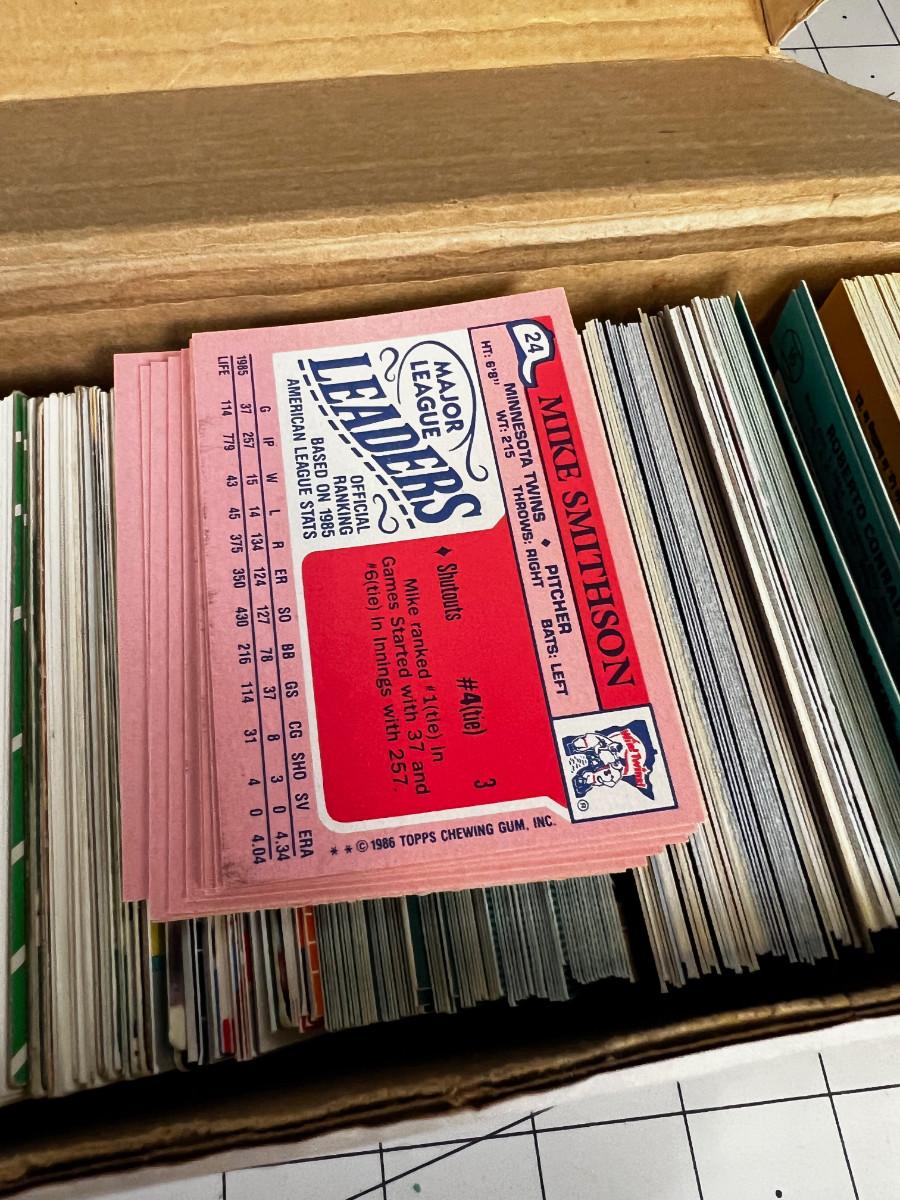 24
MIKE SMITHSON
MINNESOTA TWINS ♦ PITCHER
HT: 6'8" WT: 215 THROWS: RIGHT BATS: LEFT
MAJOR
LEAGUE
LEADERS
OFFICIAL
RANKING
BASED ON 1985
AMERICAN LEAGUE STATS
♦ Shutouts #4(tie) 3
Mike ranked #1(tie) in
Games Started with 37 and
#6(tie) in Innings with 257.
Win! Twins!
®
G IP W L R ER SO BB GS CG SHO SV ERA
1985 37 257 15 14 134 124 127 78 37 8 3 0 4.34
LIFE 114 779 43 45 375 350 430 216 114 31 4 0 4.04
* * © 1986 TOPPS CHEWING GUM, INC.
ROBERTO